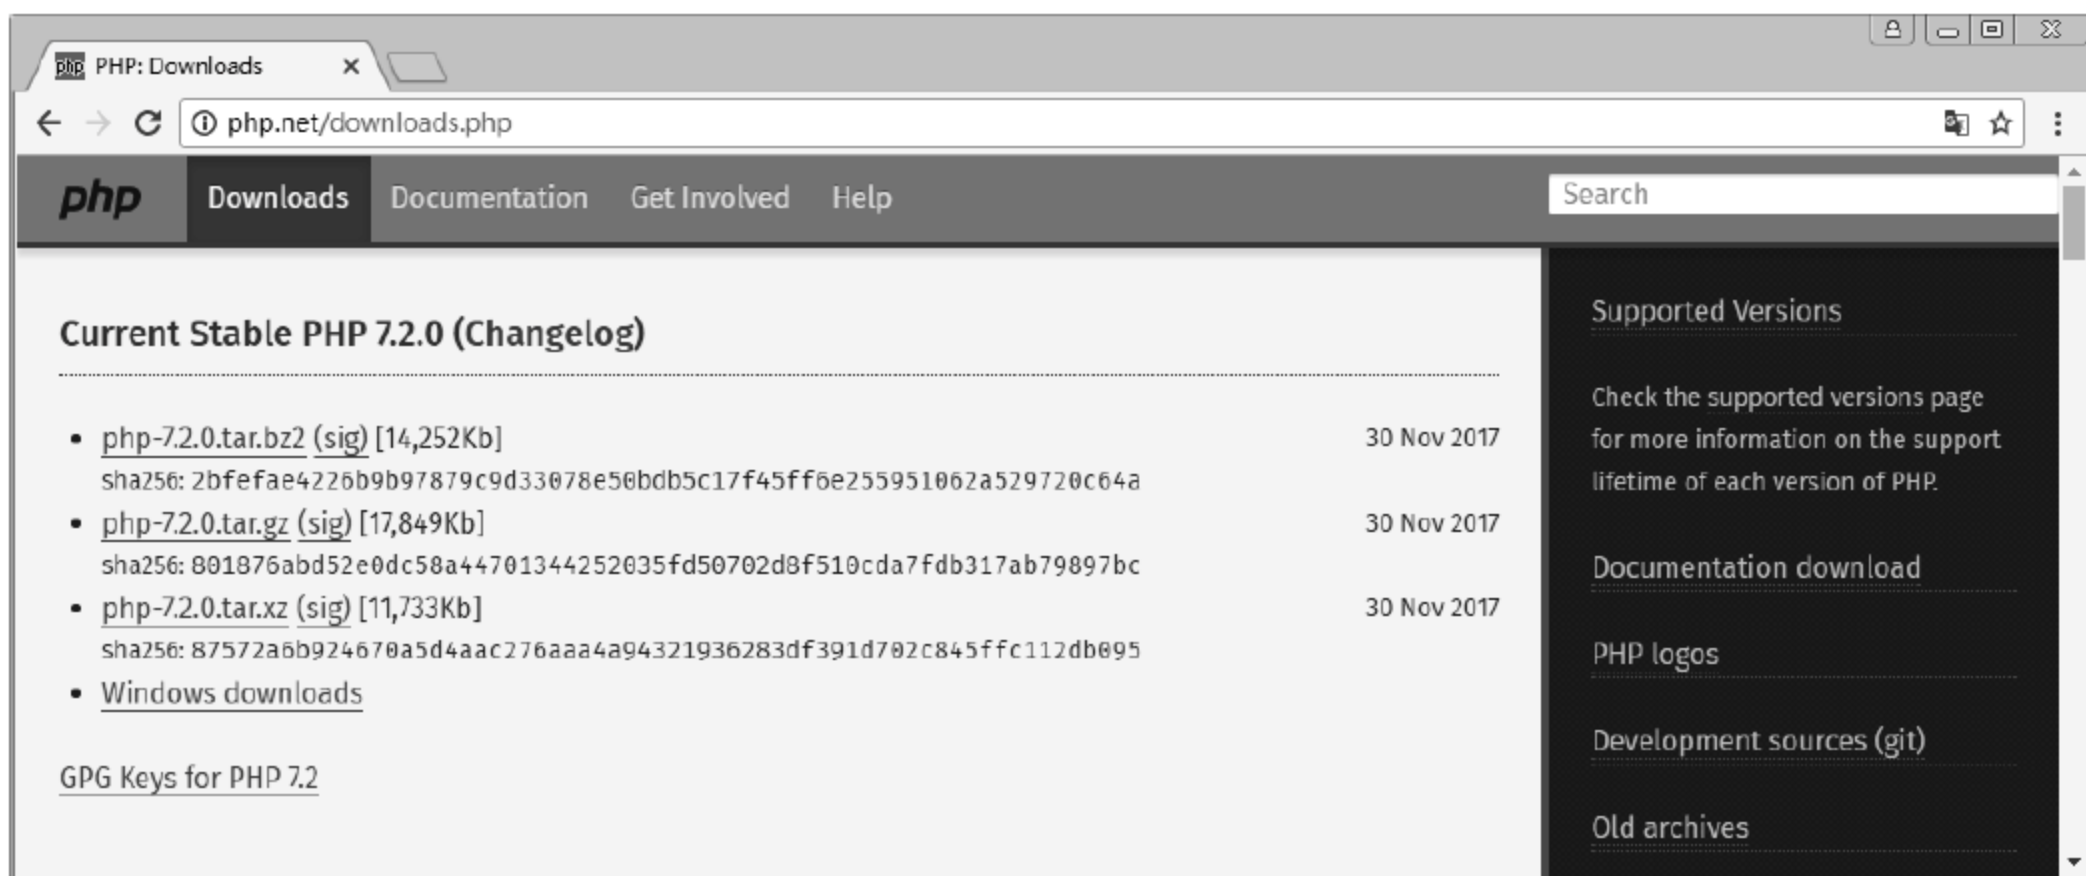 php PHP: Downloads
php.net/downloads.php
php Downloads Documentation Get Involved Help Search
Current Stable PHP 7.2.0 (Changelog)
php-7.2.0.tar.bz2 (sig) [14,252Kb] 30 Nov 2017
sha256: 2bfefae4226b9b97879c9d33078e50bdb5c17f45ff6e255951062a529720c64a
php-7.2.0.tar.gz (sig) [17,849Kb] 30 Nov 2017
sha256: 801876abd52e0dc58a44701344252035fd50702d8f510cda7fdb317ab79897bc
php-7.2.0.tar.xz (sig) [11,733Kb] 30 Nov 2017
sha256: 87572a6b924670a5d4aac276aaa4a94321936283df391d702c845ffc112db095
Windows downloads
GPG Keys for PHP 7.2
Supported Versions
Check the supported versions page
for more information on the support
lifetime of each version of PHP.
Documentation download
PHP logos
Development sources (git)
Old archives